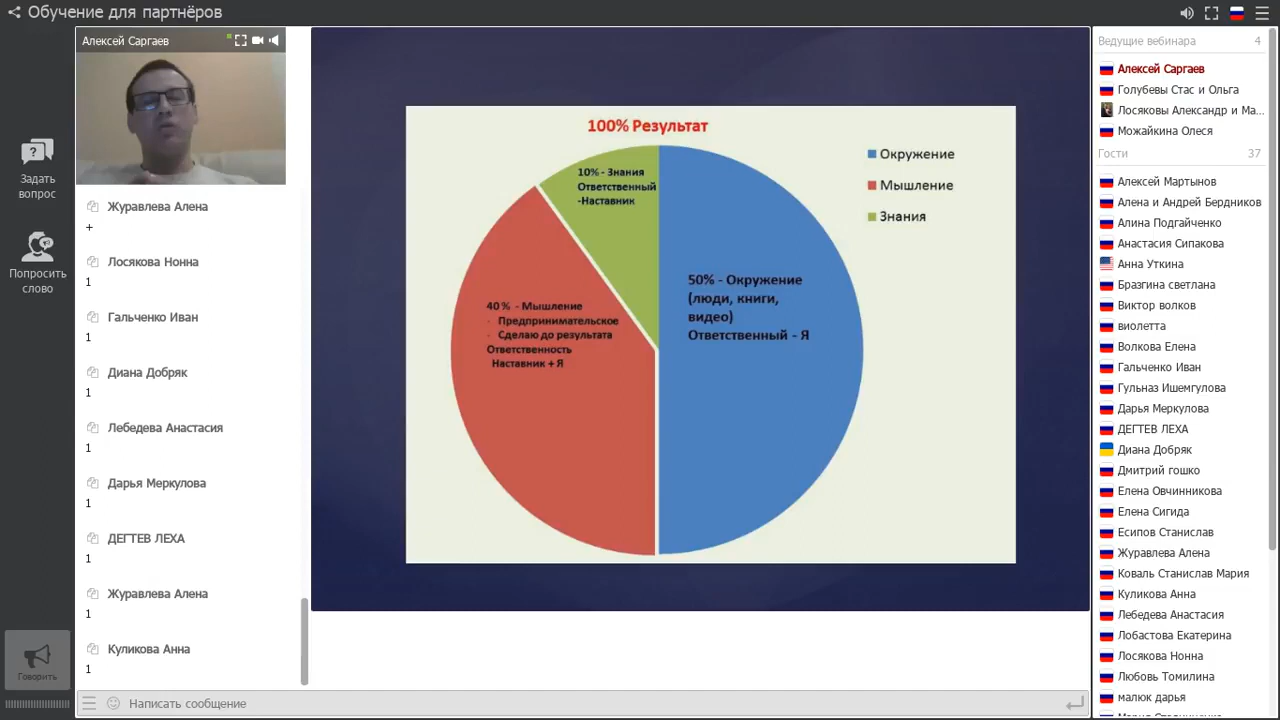 Обучение для партнёров
Алексей Саргаев
Задать
вопрос
Попросить
слово
Говорить
Журавлева Алена
+
Лосякова Нонна
1
Гальченко Иван
1
Диана Добряк
1
Лебедева Анастасия
1
Дарья Меркулова
1
ДЕГТЕВ ЛЕХА
1
Журавлева Алена
1
Куликова Анна
1
Написать сообщение
100% Результат
10% - Знания
Ответственный
-Наставник
40% - Мышление
- Предпринимательское
- Сделаю до результата
Ответственность
Наставник + Я
50% - Окружение
(люди, книги,
видео)
Ответственный - Я
Окружение
Мышление
Знания
Ведущие вебинара 4
Алексей Саргаев
Голубевы Стас и Ольга
Лосяковы Александр и Ма...
Можайкина Олеся
Гости 37
Алексей Мартынов
Алена и Андрей Бердников
Алина Подгайченко
Анастасия Сипакова
Анна Уткина
Бразгина светлана
Виктор волков
виолетта
Волкова Елена
Гальченко Иван
Гульназ Ишемгулова
Дарья Меркулова
ДЕГТЕВ ЛЕХА
Диана Добряк
Дмитрий гошко
Елена Овчинникова
Елена Сигида
Есипов Станислав
Журавлева Алена
Коваль Станислав Мария
Куликова Анна
Лебедева Анастасия
Лобастова Екатерина
Лосякова Нонна
Любовь Томилина
малюк дарья